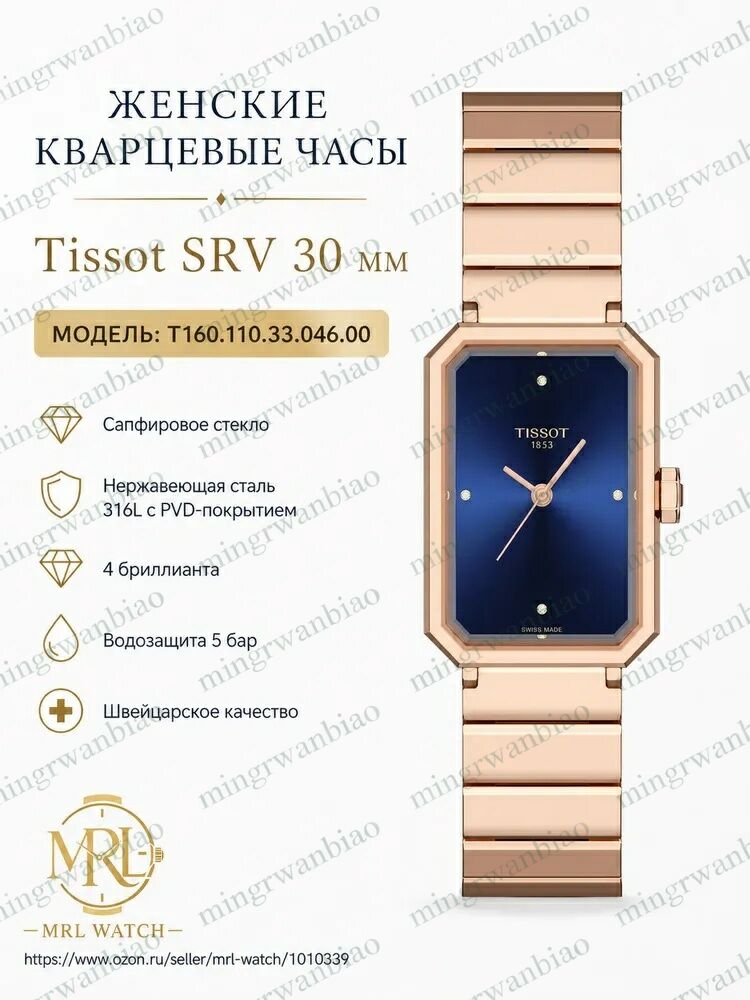 ЖЕНСКИЕ
КВАРЦЕВЫЕ ЧАСЫ
Tissot SRV 30 мм
МОДЕЛЬ: T160.110.33.046.00
Сапфировое стекло
Нержавеющая сталь
316L с PVD-покрытием
4 бриллианта
Водозащита 5 бар
Швейцарское качество
TISSOT
1853
SWISS MADE
MRL
MRL WATCH
https://www.ozon.ru/seller/mrl-watch/1010339
mingrwanbiao